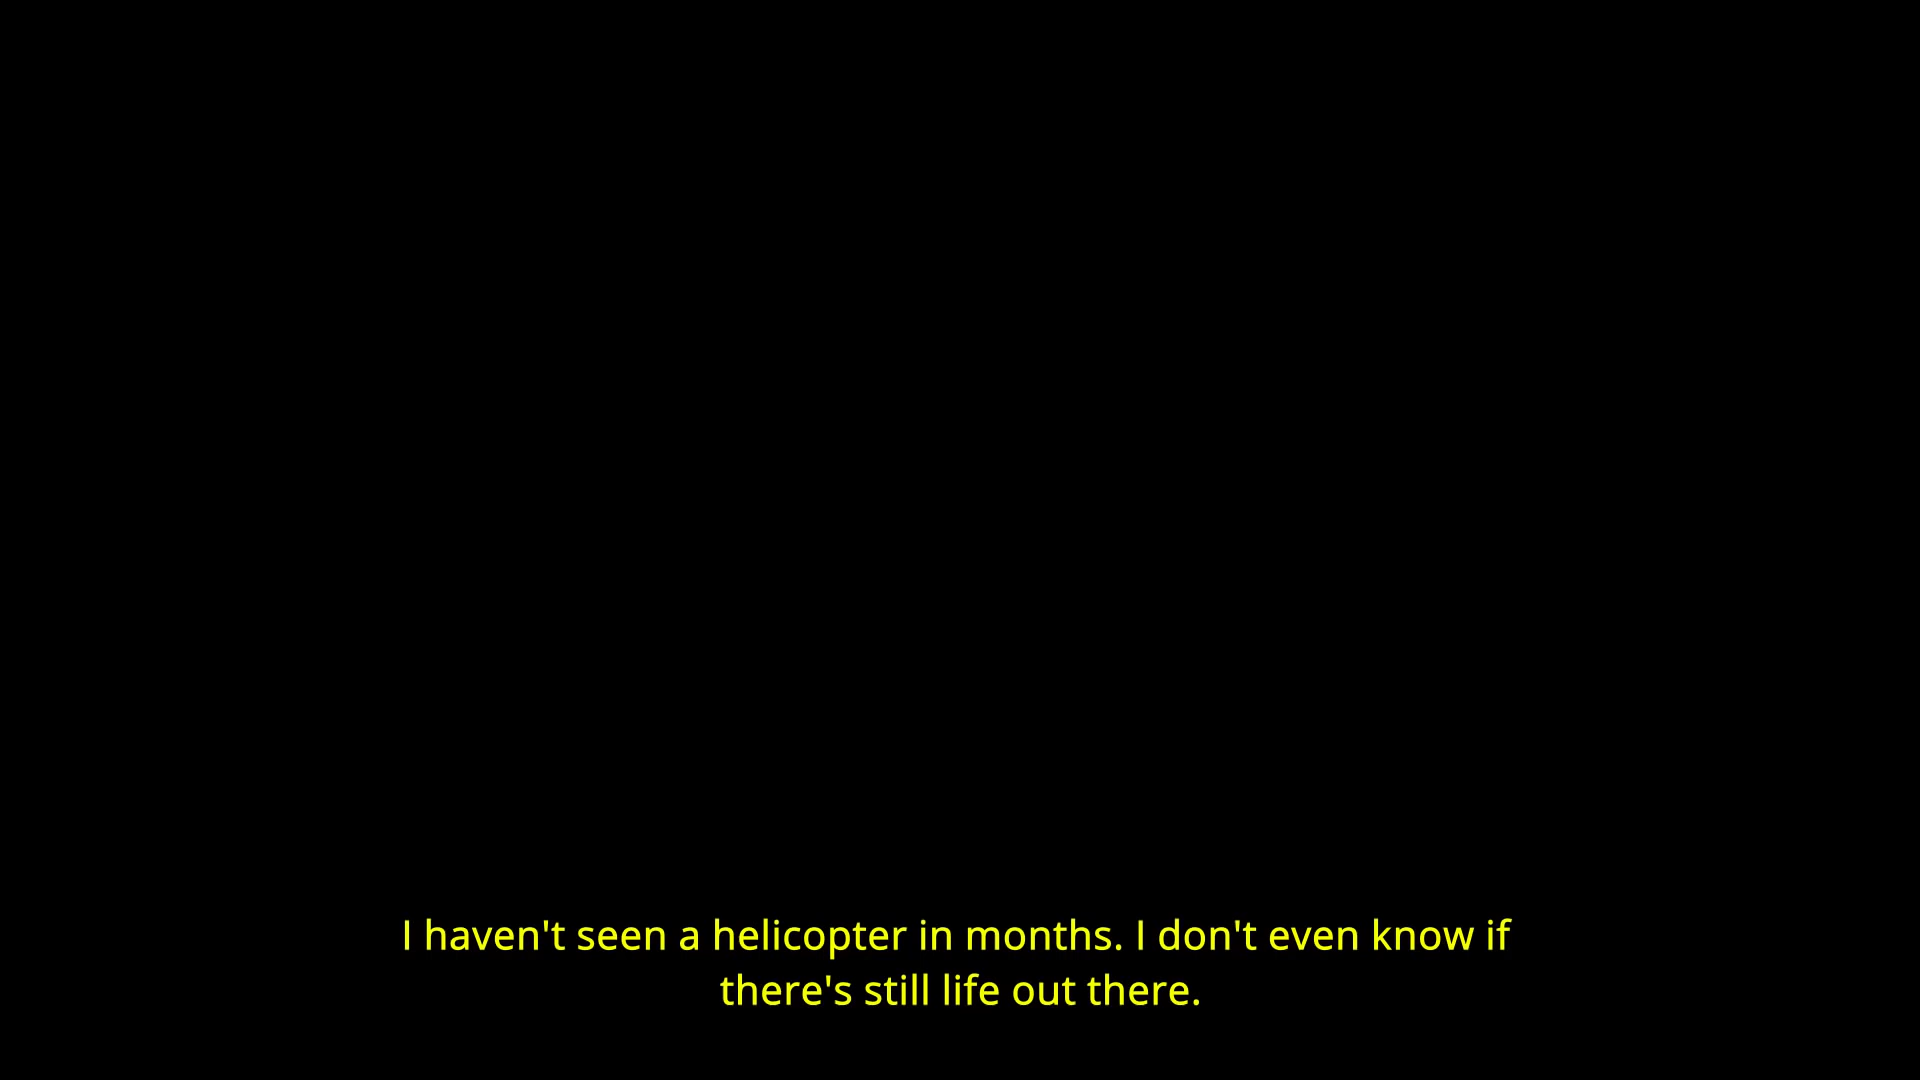 I haven't seen a helicopter in months. I don't even know if
there's still life out there.